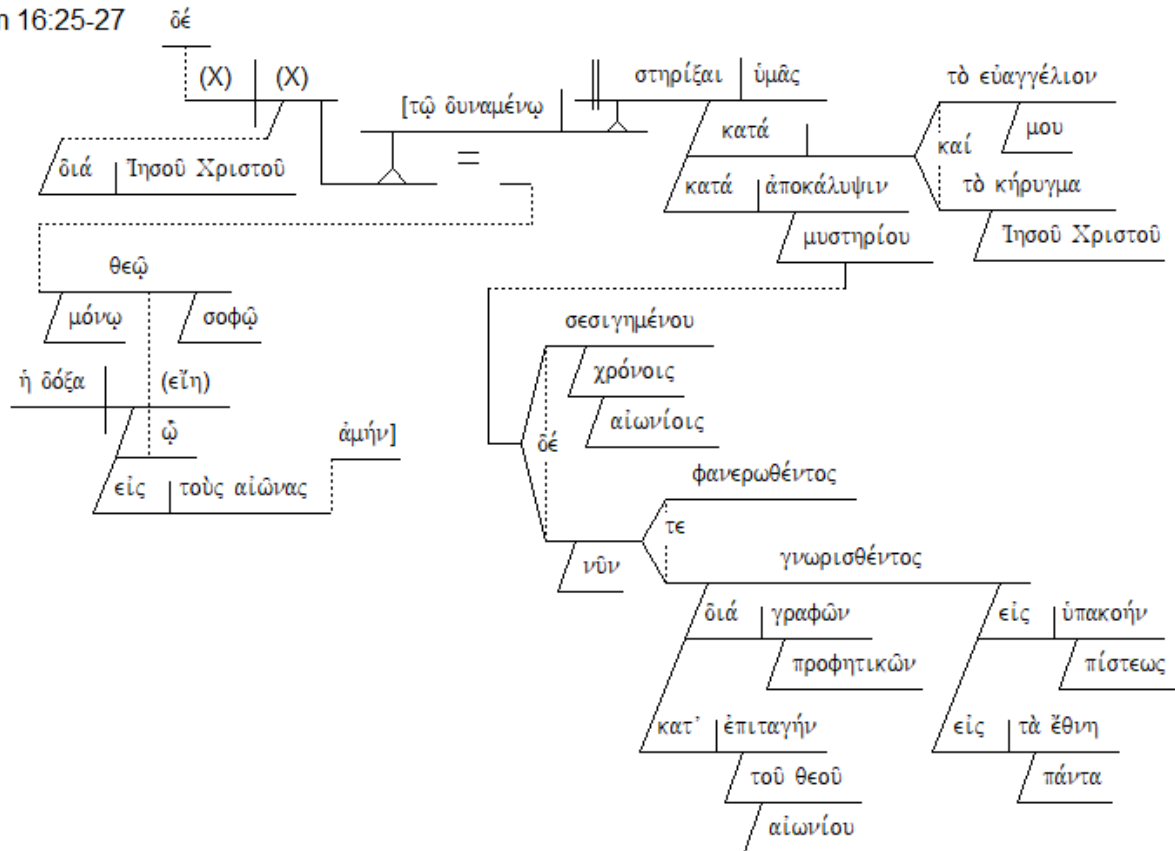 n 16:25-27 δέ
(X) (X) [τῷ δυναμένῳ στηρίξαι ὑμᾶς τὸ εὐαγγέλιον
κατά καί μου
διά Ἰησοῦ Χριστοῦ = κατά ἀποκάλυψιν τὸ κήρυγμα
μυστηρίου Ἰησοῦ Χριστοῦ
θεῷ
μόνῳ σοφῷ σεσιγημένου
ἡ δόξα (εἴη) χρόνοις
ᾧ ἀμήν] δέ αἰωνίοις
εἰς τοὺς αἰῶνας φανερωθέντος
τε
νῦν γνωρισθέντος
διά γραφῶν εἰς ὑπακοήν
προφητικῶν πίστεως
κατ' ἐπιταγήν εἰς τὰ ἔθνη
τοῦ θεοῦ πάντα
αἰωνίου